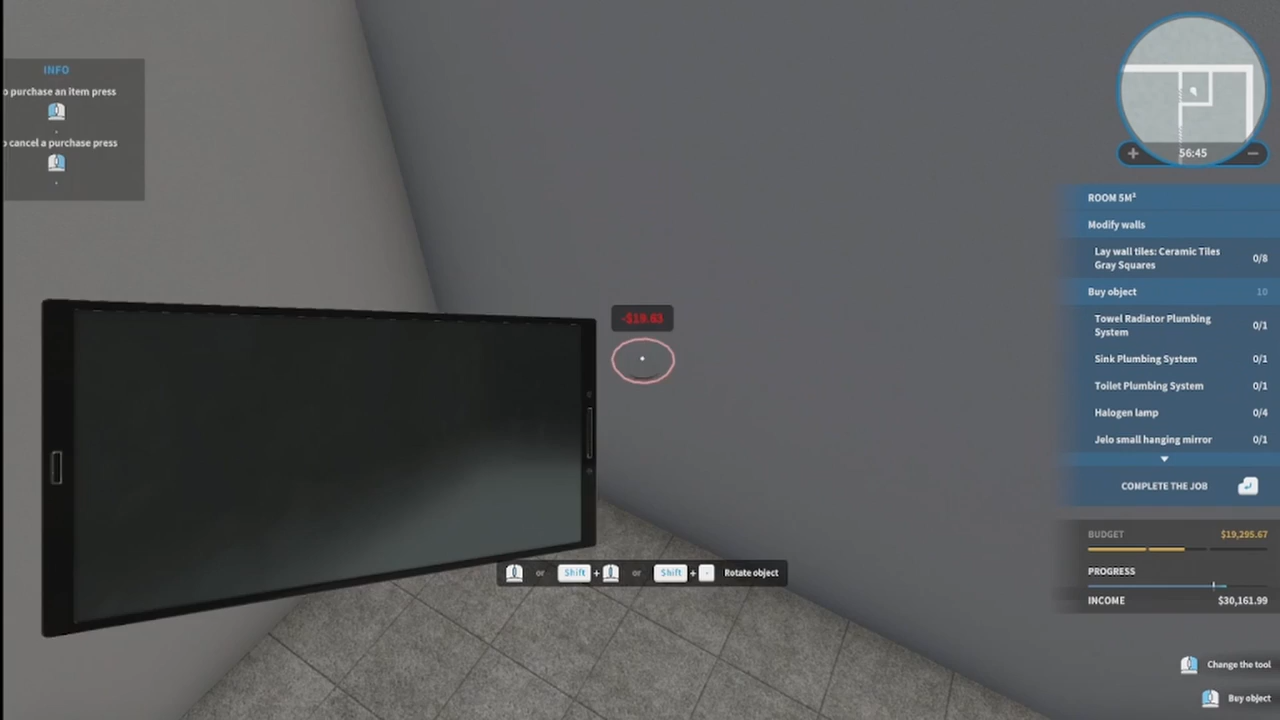 INFO
o purchase an item press
o cancel a purchase press
-$19.63
Shift + or Shift + Rotate object
or
56:45
ROOM 5M²
Modify walls
Lay wall tiles: Ceramic Tiles
Gray Squares 0/8
Buy object 10
Towel Radiator Plumbing
System 0/1
Sink Plumbing System 0/1
Toilet Plumbing System 0/1
Halogen lamp 0/4
Jelo small hanging mirror 0/1
COMPLETE THE JOB
BUDGET $19,295.67
PROGRESS
INCOME $30,161.99
Change the tool
Buy object